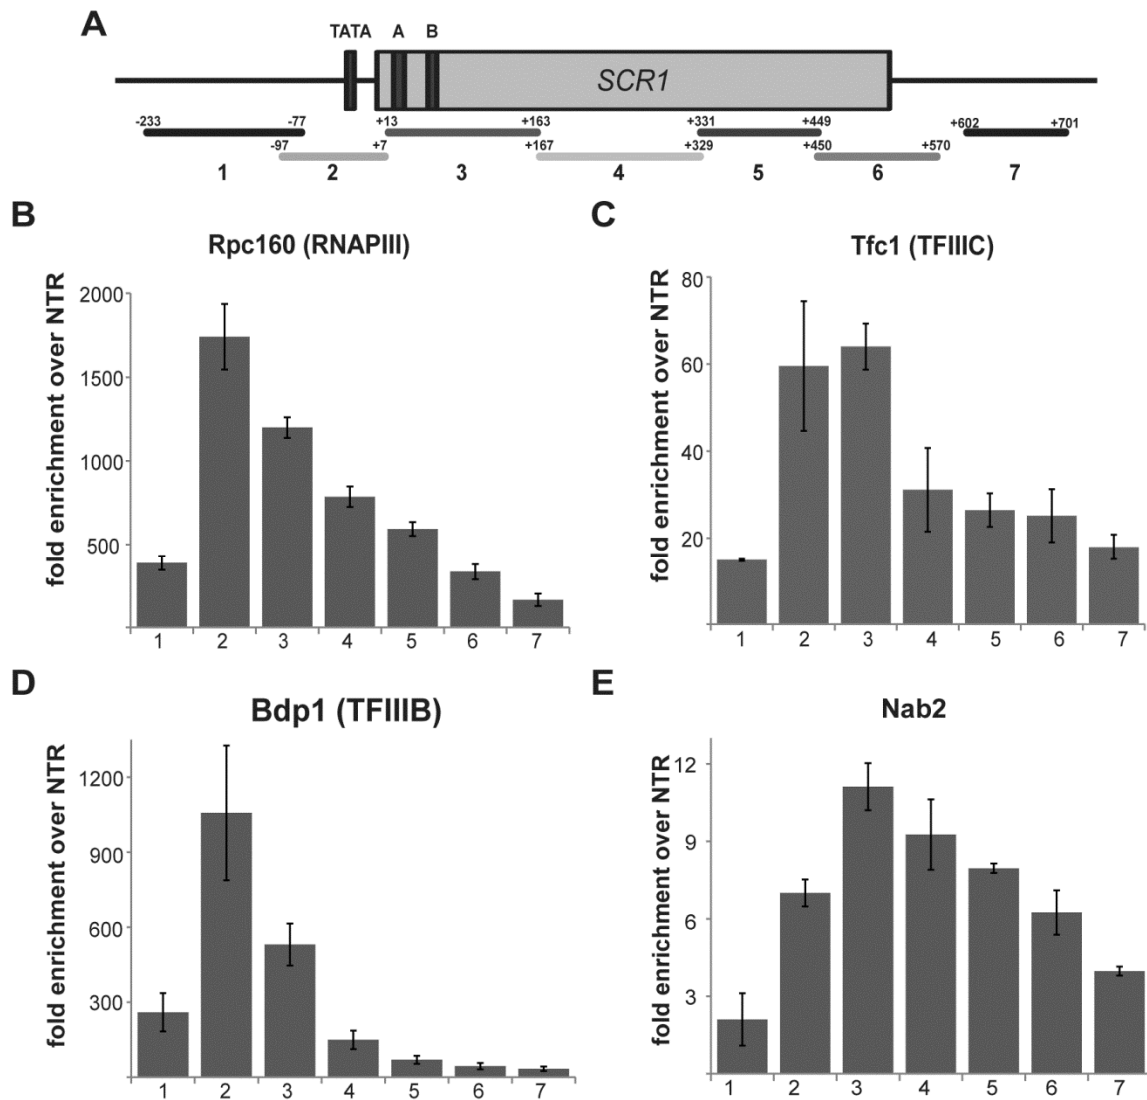 A
TATA A B
SCR1
-233 -77 +13 +163 +331 +449 +602 +701
-97 +7 +167 +329 +450 +570
1 2 3 4 5 6 7
B
Rpc160 (RNAPIII)
fold enrichment over NTR
2000
1500
1000
500
1 2 3 4 5 6 7
C
Tfc1 (TFIIIC)
fold enrichment over NTR
80
60
40
20
1 2 3 4 5 6 7
D
Bdp1 (TFIIIB)
fold enrichment over NTR
1200
900
600
300
1 2 3 4 5 6 7
E
Nab2
fold enrichment over NTR
12
9
6
3
1 2 3 4 5 6 7